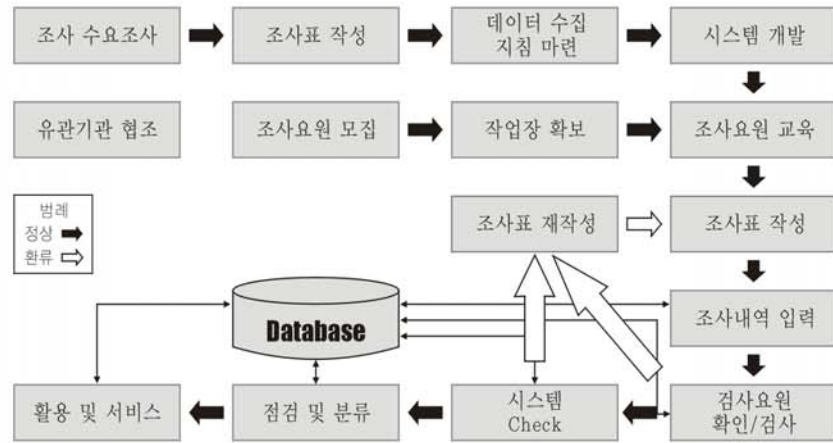 조사 수요조사
조사표 작성
데이터 수집
지침 마련
시스템 개발
유관기관 협조
조사요원 모집
작업장 확보
조사요원 교육
범례
정상
환류
조사표 재작성
조사표 작성
Database
조사내역 입력
활용 및 서비스
점검 및 분류
시스템
Check
검사요원
확인/검사